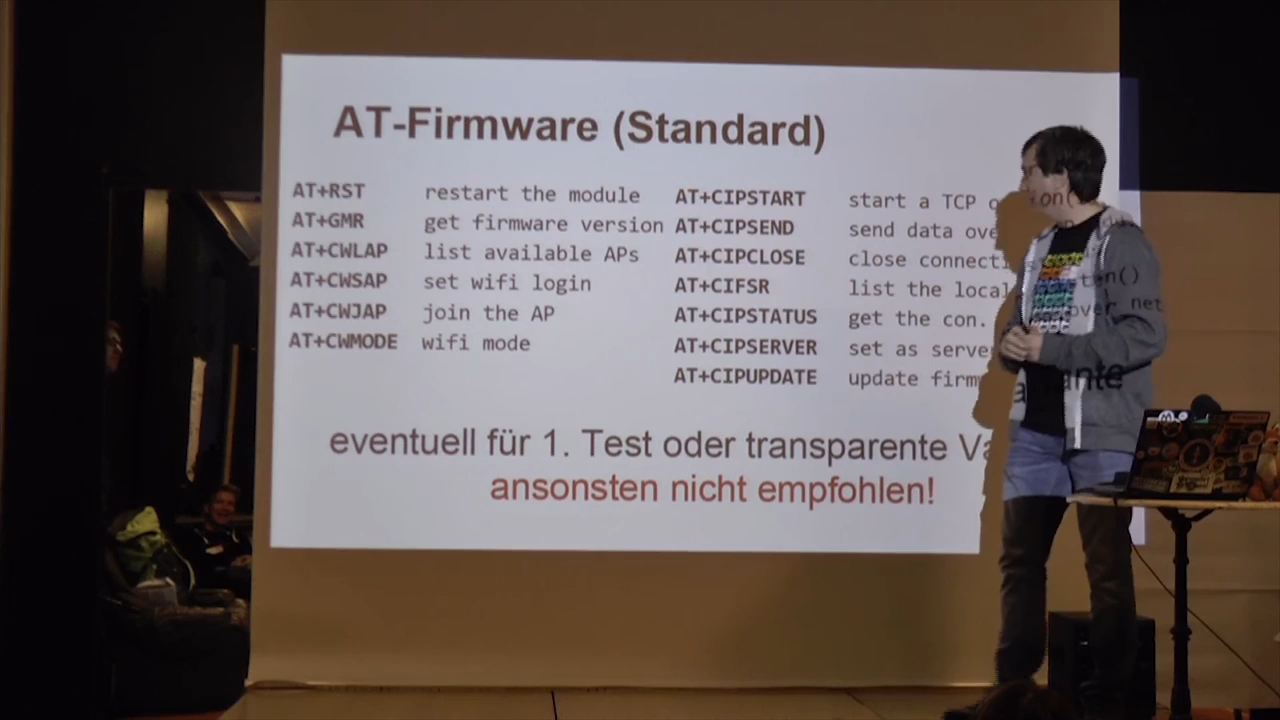 AT-Firmware (Standard)
AT+RST restart the module
AT+GMR get firmware version
AT+CWLAP list available APs
AT+CWSAP set wifi login
AT+CWJAP join the AP
AT+CWMODE wifi mode
AT+CIPSTART start a TCP
AT+CIPSEND send data
AT+CIPCLOSE close
AT+CIFSR list the local
AT+CIPSTATUS get the con.
AT+CIPSERVER set as
AT+CIPUPDATE update
eventuell für 1. Test oder transparente
ansonsten nicht empfohlen!